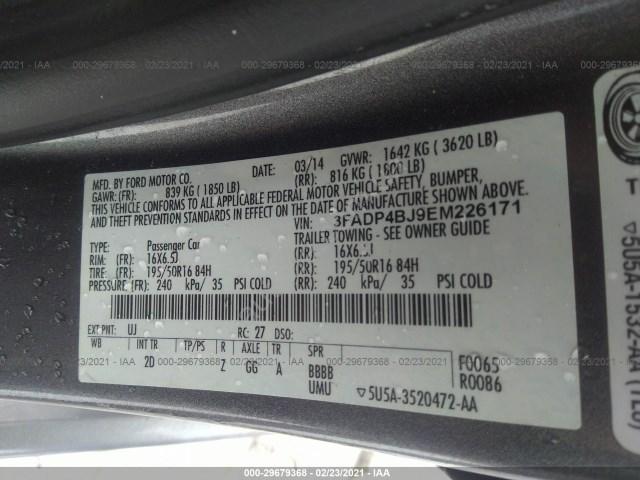 000-29679368 - 02/23/2021 - IAA
MFD. BY FORD MOTOR CO.
DATE: 03/14 GVWR: 1642 KG ( 3620 LB)
GAWR:(FR): 839 KG ( 1850 LB) (RR): 816 KG ( 1800 LB)
THIS VEHICLE CONFORMS TO ALL APPLICABLE FEDERAL MOTOR VEHICLE SAFETY, BUMPER,
AND THEFT PREVENTION STANDARDS IN EFFECT ON THE DATE OF MANUFACTURE SHOWN ABOVE.
VIN: 3FADP4BJ9EM226171
TYPE: Passenger Car TRAILER TOWING - SEE OWNER GUIDE
RIM: (FR): 16X6.5J (RR): 16X6.5J
TIRE: (FR): 195/50R16 84H (RR): 195/50R16 84H
PRESSURE: (FR): 240 kPa/ 35 PSI COLD (RR): 240 kPa/ 35 PSI COLD
EXT PNT: UJ RC: 27 DSO:
WB INT TR TP/PS R AXLE TR SPR
2D Z GG A BBBB
UMU
F0065
R0086
▽5U5A-3520472-AA
000-29679368 - 02/23/2021 - IAA